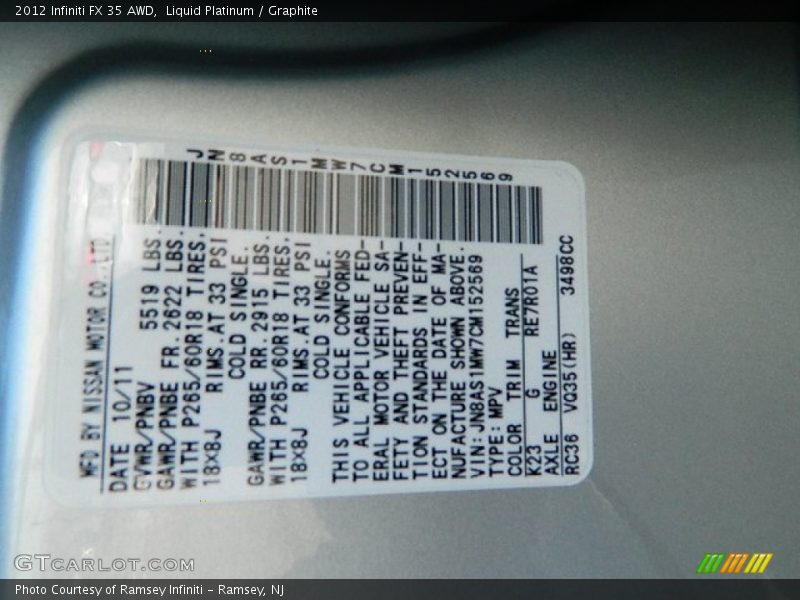 2012 Infiniti FX 35 AWD,  Liquid Platinum / Graphite
JN8AS1MW7CM152569
MFD BY NISSAN MOTOR CO.,LTD.
DATE 10/11
GVWR/PNBV 5519 LBS.
GAWR/PNBE FR.2622 LBS.
WITH P265/60R18 TIRES,
18X8J RIMS.AT 33 PSI
COLD SINGLE.
GAWR/PNBE RR.2915 LBS.
WITH P265/60R18 TIRES,
18X8J RIMS.AT 33 PSI
COLD SINGLE.
THIS VEHICLE CONFORMS
TO ALL APPLICABLE FED-
ERAL MOTOR VEHICLE SA-
FETY AND THEFT PREVEN-
TION STANDARDS IN EFF-
ECT ON THE DATE OF MA-
NUFACTURE SHOWN ABOVE.
VIN:JN8AS1MW7CM152569
TYPE:MPV
COLOR TRIM TRANS
K23 G RE7R01A
AXLE ENGINE
RC36 VQ35(HR) 3498CC
GTCARLOT.COM
Photo Courtesy of Ramsey Infiniti - Ramsey, NJ